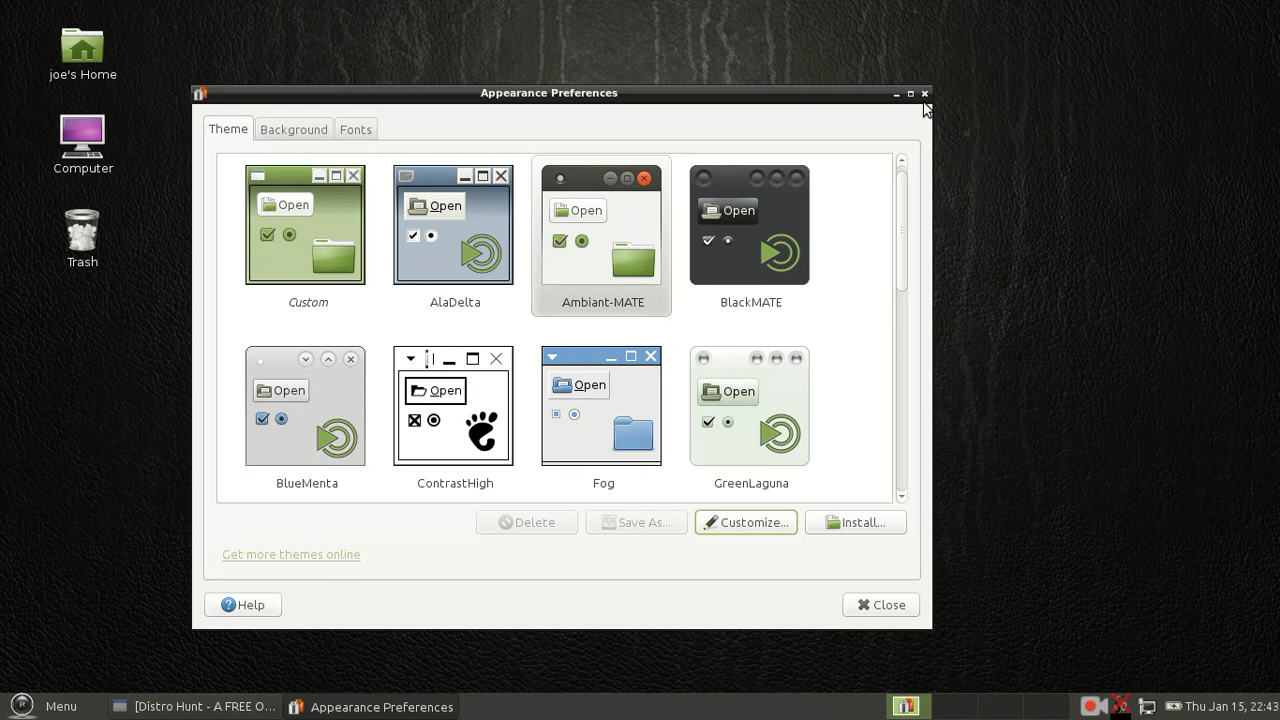 joe's Home
Computer
Trash
Appearance Preferences
Theme Background Fonts
Open Open Open Open
Custom AlaDelta Ambiant-MATE BlackMATE
Open Open Open Open
BlueMenta ContrastHigh Fog GreenLaguna
Delete Save As... Customize... Install...
Get more themes online
Help Close
Menu [Distro Hunt - A FREE O... Appearance Preferences Thu Jan 15, 22:43